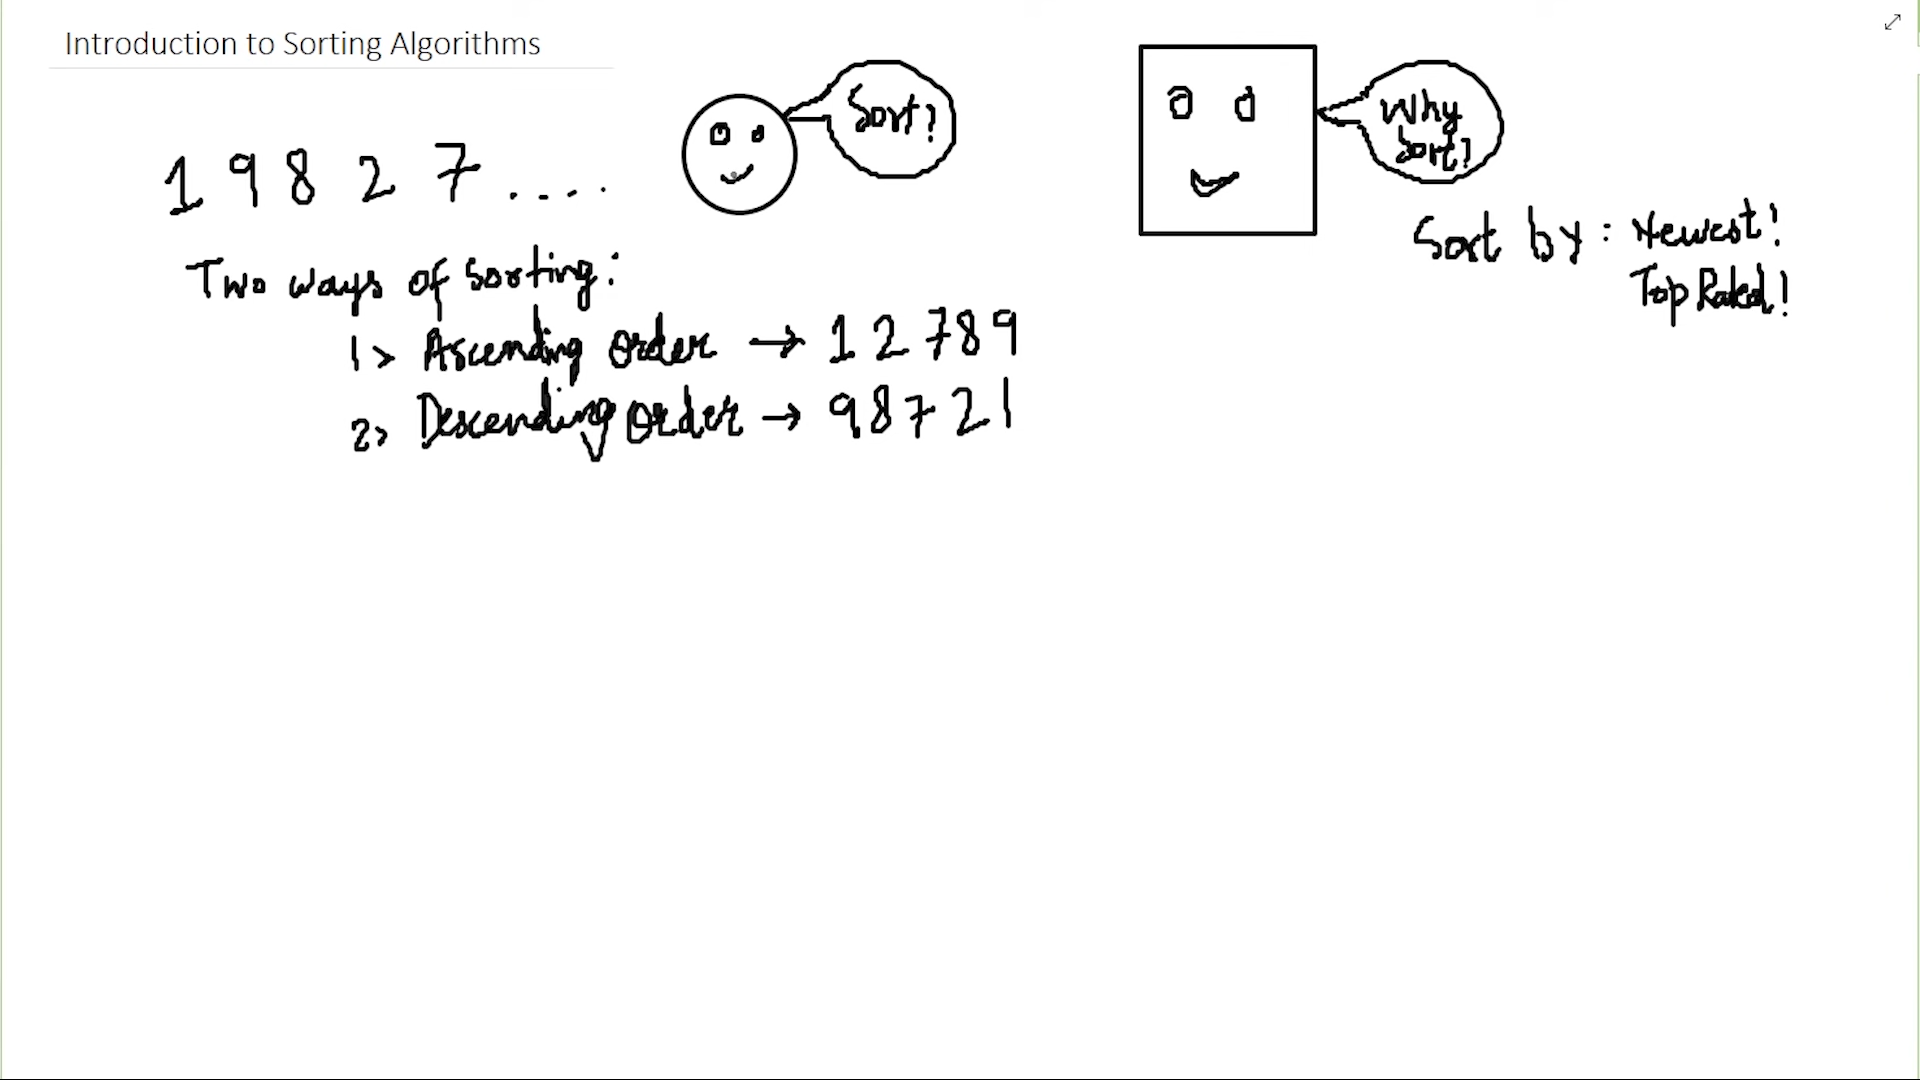 Introduction to Sorting Algorithms
Sort?
Why
Sort?
1 9 8 2 7 ....
Sort by : Newest!
Top Rated!
Two ways of Sorting:
1> Ascending Order → 1 2 7 8 9
2> Descending Order → 9 8 7 2 1